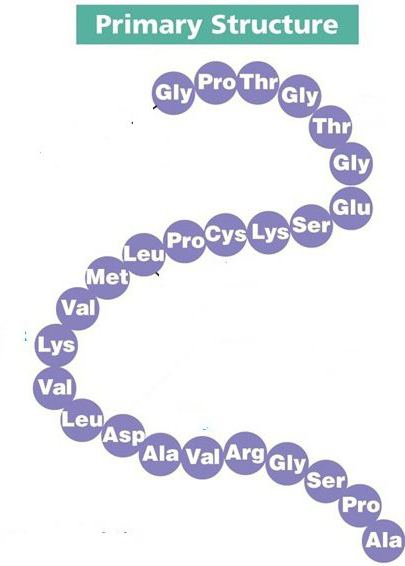 Primary Structure
Gly
Pro
Thr
Gly
Thr
Gly
Glu
Ser
Lys
Cys
Pro
Leu
Met
Val
Lys
Val
Leu
Asp
Ala
Val
Arg
Gly
Ser
Pro
Ala